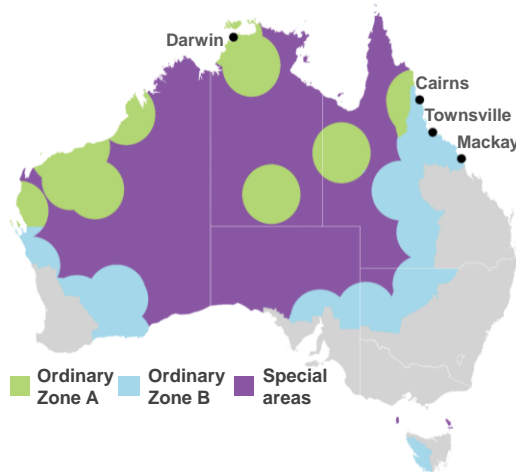 Darwin
Cairns
Townsville
Mackay
Ordinary
Zone A
Ordinary
Zone B
Special
areas